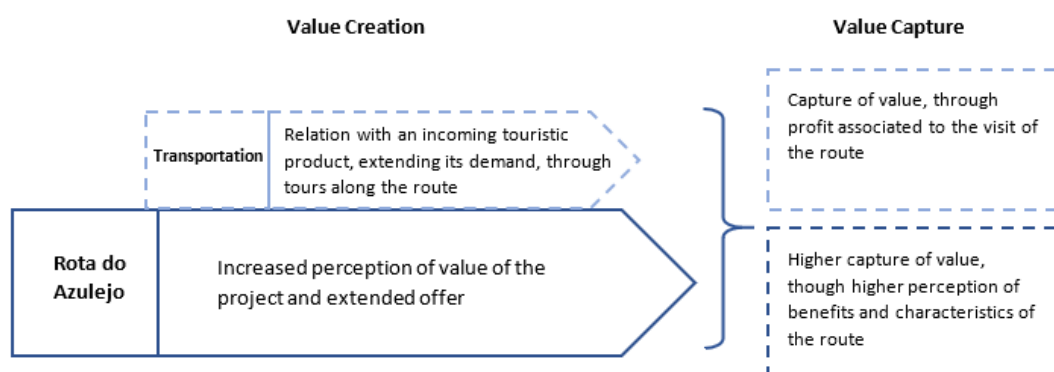 Value Creation
Value Capture
Transportation
Relation with an incoming touristic
product, extending its demand, through
tours along the route
Rota do
Azulejo
Increased perception of value of the
project and extended offer
Capture of value, through
profit associated to the visit of
the route
Higher capture of value,
though higher perception of
benefits and characteristics of
the route